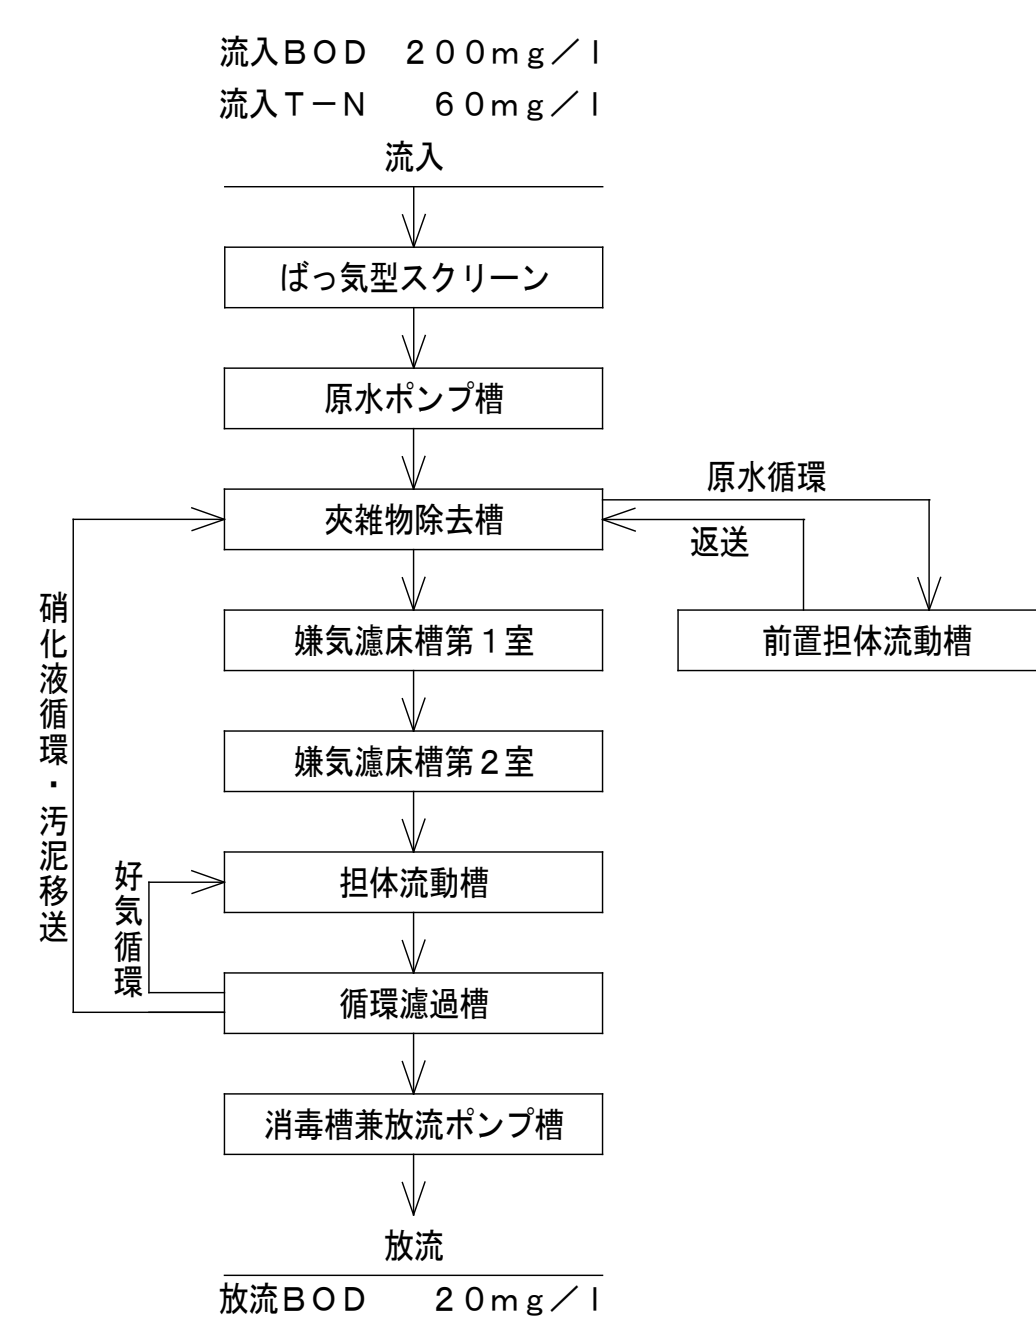 流入ＢＯＤ　２００ｍｇ／ｌ
流入Ｔ－Ｎ　　６０ｍｇ／ｌ
流入
ばっ気型スクリーン
原水ポンプ槽
夾雑物除去槽
原水循環
返送
前置担体流動槽
嫌気濾床槽第１室
嫌気濾床槽第２室
担体流動槽
循環濾過槽
硝化液循環・汚泥移送
好気循環
消毒槽兼放流ポンプ槽
放流
放流ＢＯＤ　　２０ｍｇ／ｌ